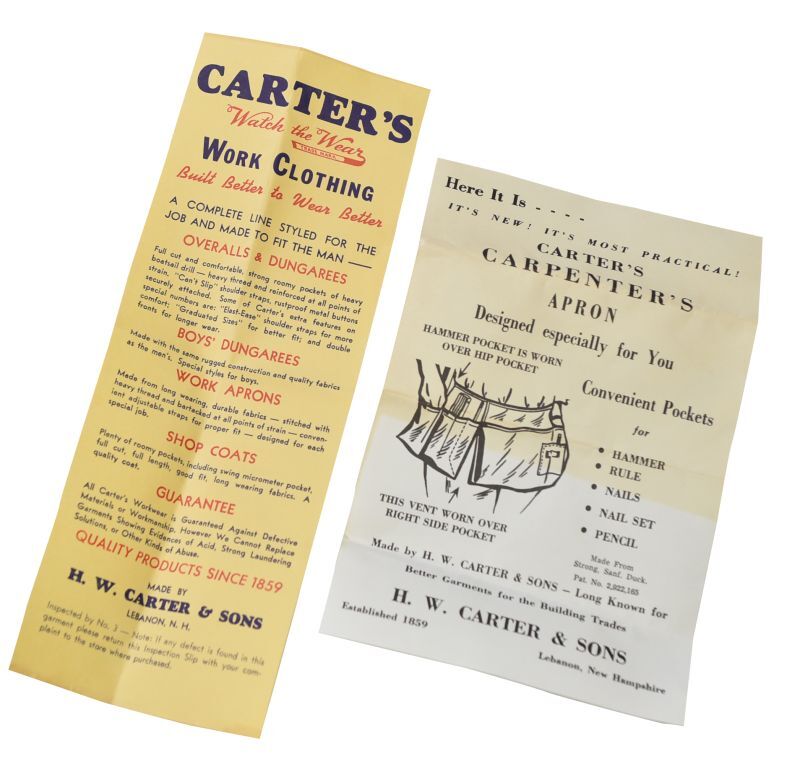 CARTER'S
Watch the Wear
TRADE MARK
WORK CLOTHING
Built Better to Wear Better
A COMPLETE LINE STYLED FOR THE
JOB AND MADE TO FIT THE MAN —
OVERALLS & DUNGAREES
Full cut and comfortable, strong roomy pockets of heavy
boatsail drill — heavy thread and reinforced at all points of
strain, "Can't Slip" shoulder straps, rustproof metal buttons
securely attached. Some of Carter's extra features on
special numbers are: "East-Ease" shoulder straps for more
comfort; "Graduated Sizes" for better fit; and double
fronts for longer wear.
BOYS' DUNGAREES
Made with the same rugged construction and quality fabrics
as the men's. Special styles for boys.
WORK APRONS
Made from long wearing, durable fabrics — stitched with
heavy thread and bartacked at all points of strain — conven-
ient adjustable straps for proper fit — designed for each
special job.
SHOP COATS
Plenty of roomy pockets, including swing micrometer pocket,
full cut, full length, good fit, long wearing fabrics. A
quality coat.
GUARANTEE
All Carter's Workwear is Guaranteed Against Defective
Materials or Workmanship. However We Cannot Replace
Garments Showing Evidences of Acid, Strong Laundering
Solutions, or Other Kinds of Abuse.
QUALITY PRODUCTS SINCE 1859
MADE BY
H. W. CARTER & SONS
LEBANON, N. H.
Inspected by No. 3 — Note: If any defect is found in this
garment please return this Inspection Slip with your com-
plaint to the store where purchased.
Here It Is - - - -
IT'S NEW! IT'S MOST PRACTICAL!
CARTER'S
CARPENTER'S
APRON
Designed especially for You
HAMMER POCKET IS WORN
OVER HIP POCKET
Convenient Pockets
for
• HAMMER
• RULE
• NAILS
• NAIL SET
• PENCIL
THIS VENT WORN OVER
RIGHT SIDE POCKET
Made From
Strong, Sanf. Duck.
Pat. No. 2,922,165
Made by H. W. CARTER & SONS — Long Known for
Better Garments for the Building Trades
H. W. CARTER & SONS
Established 1859
Lebanon, New Hampshire